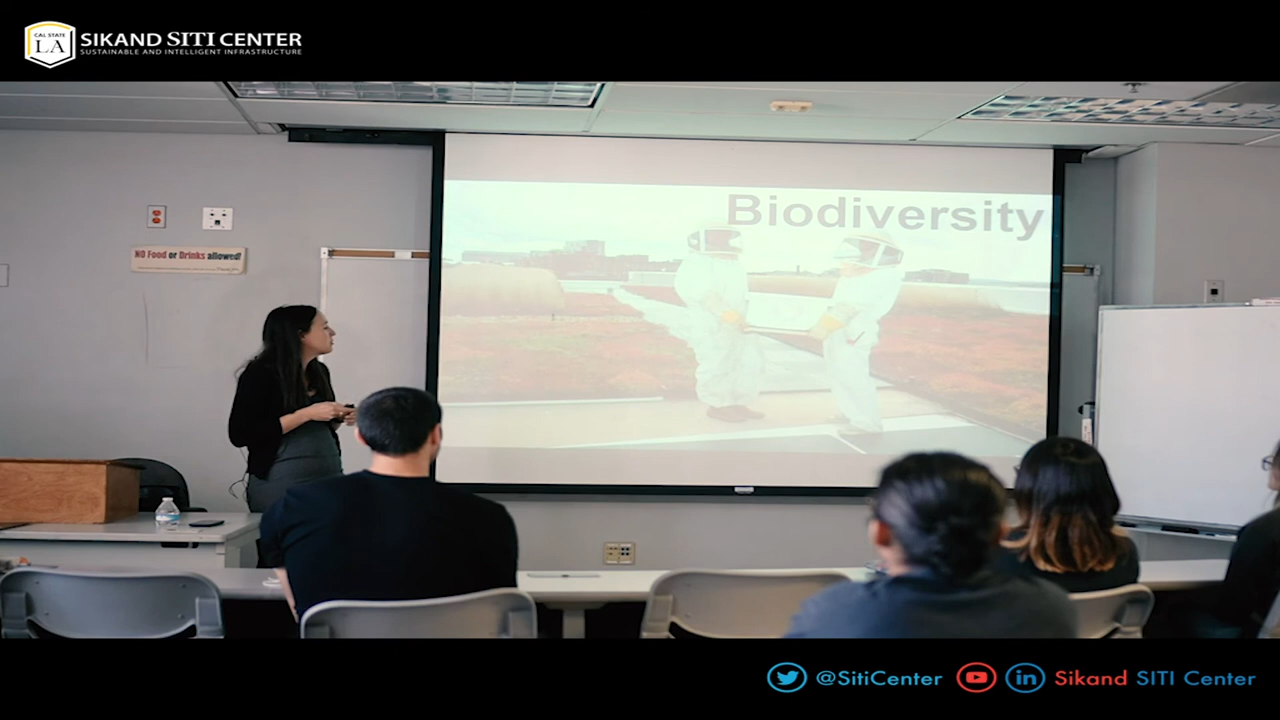 CAL STATE
LA
SIKAND SITI CENTER
SUSTAINABLE AND INTELLIGENT INFRASTRUCTURE
Biodiversity
NO Food or Drinks allowed!
@SitiCenter
Sikand SITI Center